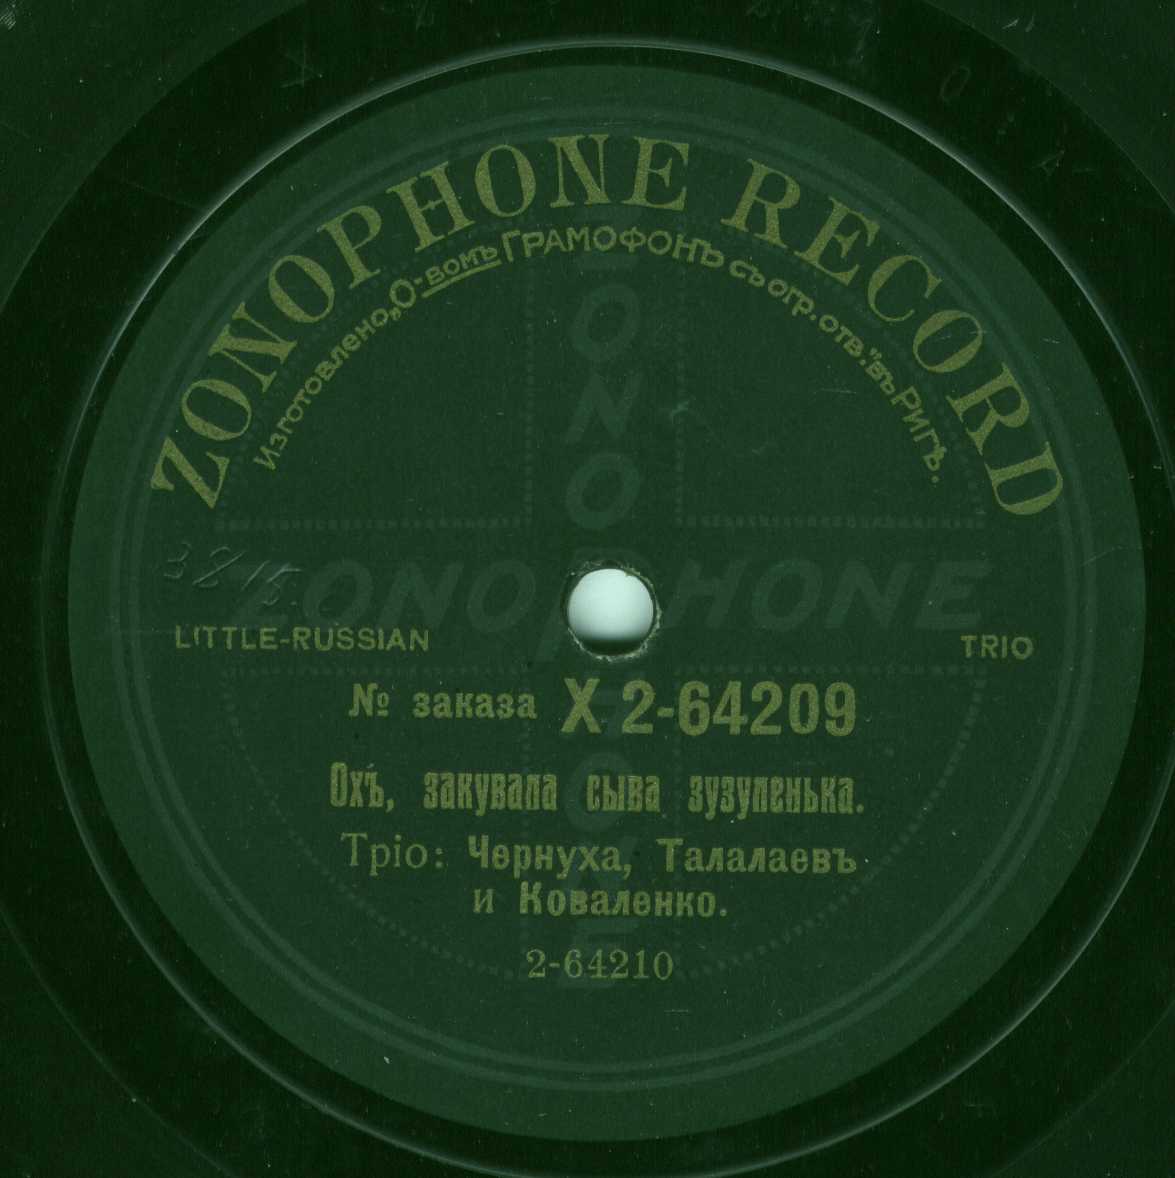 ZONOPHONE RECORD
Изготовлено „О-вомъ ГРАМОФОНЪ съ огр. отв." въ Ригѣ.
ZONOPHONE
ZONOPHONE
LITTLE-RUSSIAN TRIO
№ заказа X 2-64209
Охъ, закувала сыва зузуленька.
Тріо: Чернуха, Талалаевъ
и Коваленко.
2-64210